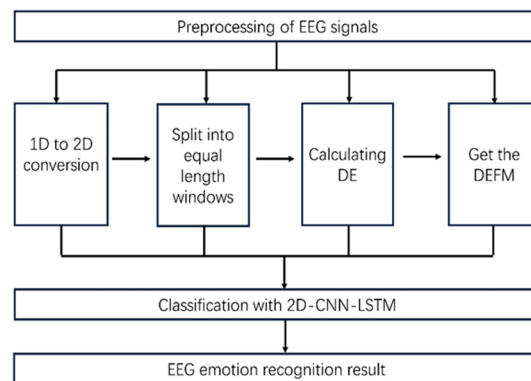 Preprocessing of EEG signals
1D to 2D
conversion
Split into
equal
length
windows
Calculating
DE
Get the
DEFM
Classification with 2D-CNN-LSTM
EEG emotion recognition result